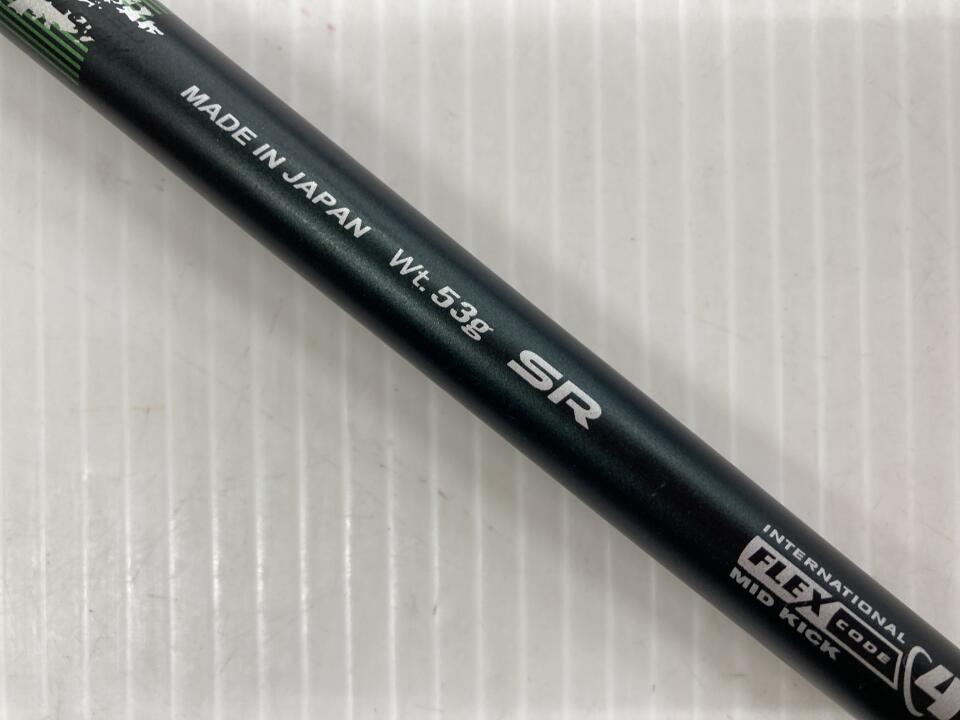 MADE IN JAPAN Wt. 53g SR
INTERNATIONAL
FLEX CODE
MID KICK
4